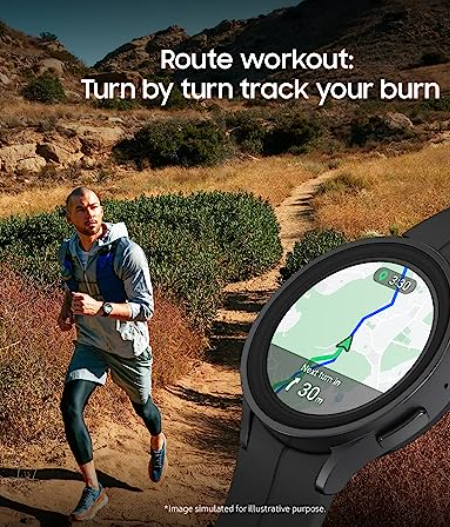 Route workout:
Turn by turn track your burn
3:30
Next turn in
30m
*Image simulated for illustrative purpose.